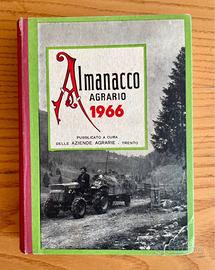 Almanacco
AGRARIO
1966
PUBBLICATO A CURA
DELLE AZIENDE AGRARIE - TRENTO